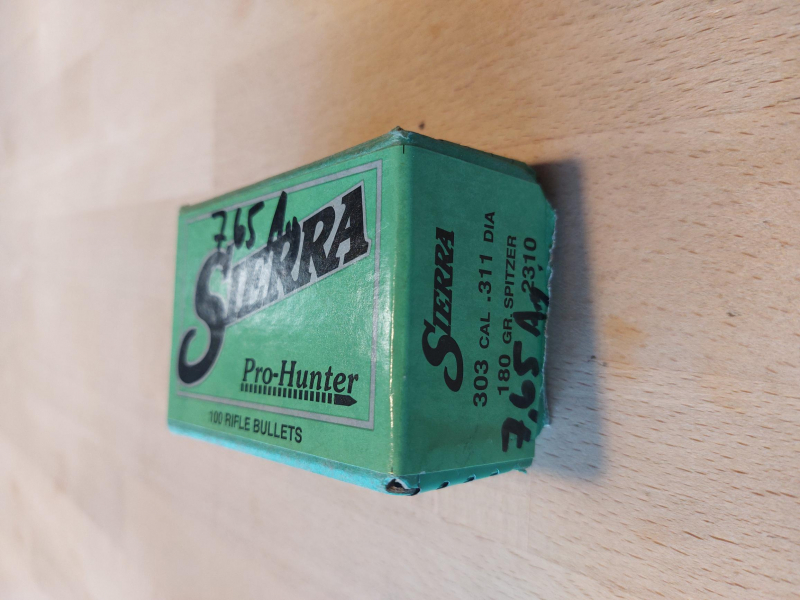 7.65 Ar
SIERRA
Pro-Hunter
100 RIFLE BULLETS
SIERRA
303 CAL .311 DIA
180 GR. SPITZER
2310
7.65 Ar.